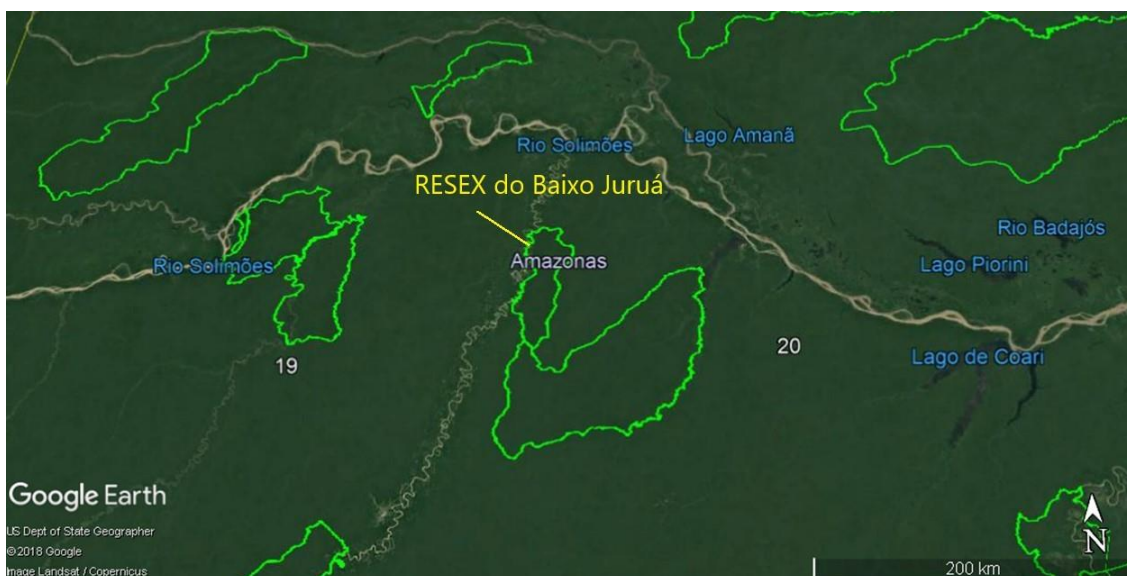 Lago Amanã
Rio Solimões
RESEX do Baixo Juruá
Rio Badajós
Amazonas
Rio Solimões
Lago Piorini
20
Lago de Coari
19
Google Earth
US Dept of State Geographer
©2018 Google
Image Landsat / Copernicus
N
200 km